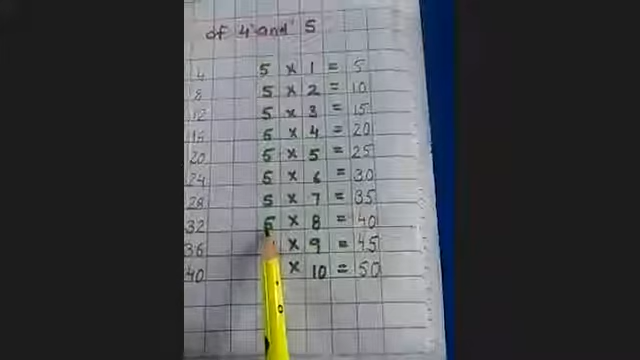 of 4 and 5
4 5 × 1 = 5
8 5 × 2 = 10
12 5 × 3 = 15
16 5 × 4 = 20
20 5 × 5 = 25
24 5 × 6 = 30
28 5 × 7 = 35
32 5 × 8 = 40
36 × 9 = 45
40 × 10 = 50